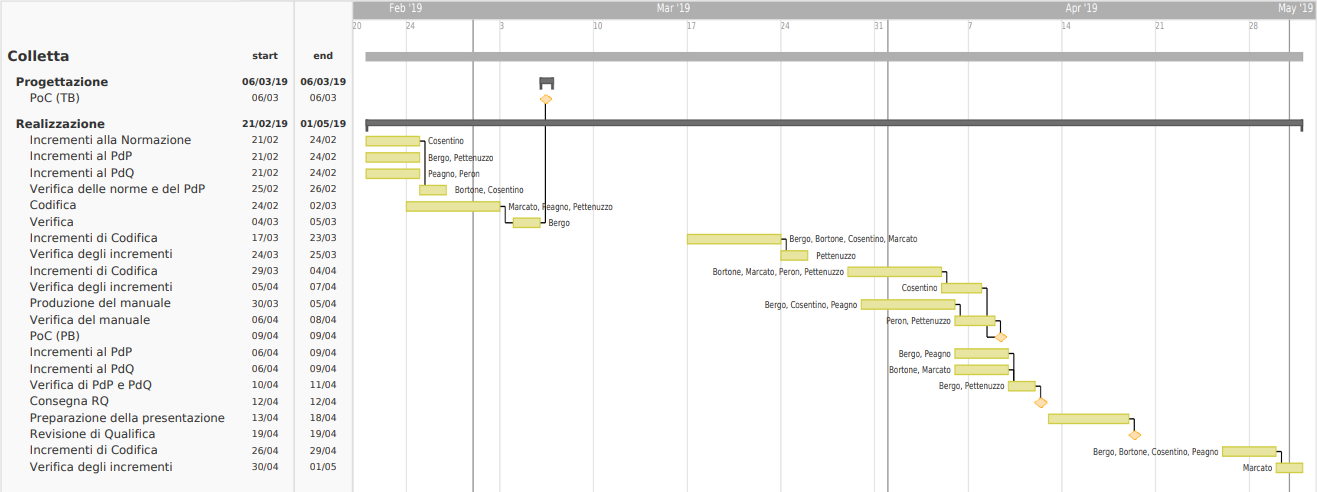 Feb '19 Mar '19 Apr '19 May '19
20 24 3 10 17 24 31 7 14 21 28
Colletta start end
Progettazione 06/03/19 06/03/19
PoC (TB) 06/03 06/03
Realizzazione 21/02/19 01/05/19
Incrementi alla Normazione 21/02 24/02 Cosentino
Incrementi al PdP 21/02 24/02 Bergo, Pettenuzzo
Incrementi al PdQ 21/02 24/02 Peagno, Peron
Verifica delle norme e del PdP 25/02 26/02 Bortone, Cosentino
Codifica 24/02 02/03 Marcato, Peagno, Pettenuzzo
Verifica 04/03 05/03 Bergo
Incrementi di Codifica 17/03 23/03 Bergo, Bortone, Cosentino, Marcato
Verifica degli incrementi 24/03 25/03 Pettenuzzo
Incrementi di Codifica 29/03 04/04 Bortone, Marcato, Peron, Pettenuzzo
Verifica degli incrementi 05/04 07/04 Cosentino
Produzione del manuale 30/03 05/04 Bergo, Cosentino, Peagno
Verifica del manuale 06/04 08/04 Peron, Pettenuzzo
PoC (PB) 09/04 09/04
Incrementi al PdP 06/04 09/04 Bergo, Peagno
Incrementi al PdQ 06/04 09/04 Bortone, Marcato
Verifica di PdP e PdQ 10/04 11/04 Bergo, Pettenuzzo
Consegna RQ 12/04 12/04
Preparazione della presentazione 13/04 18/04
Revisione di Qualifica 19/04 19/04
Incrementi di Codifica 26/04 29/04 Bergo, Bortone, Cosentino, Peagno
Verifica degli incrementi 30/04 01/05 Marcato